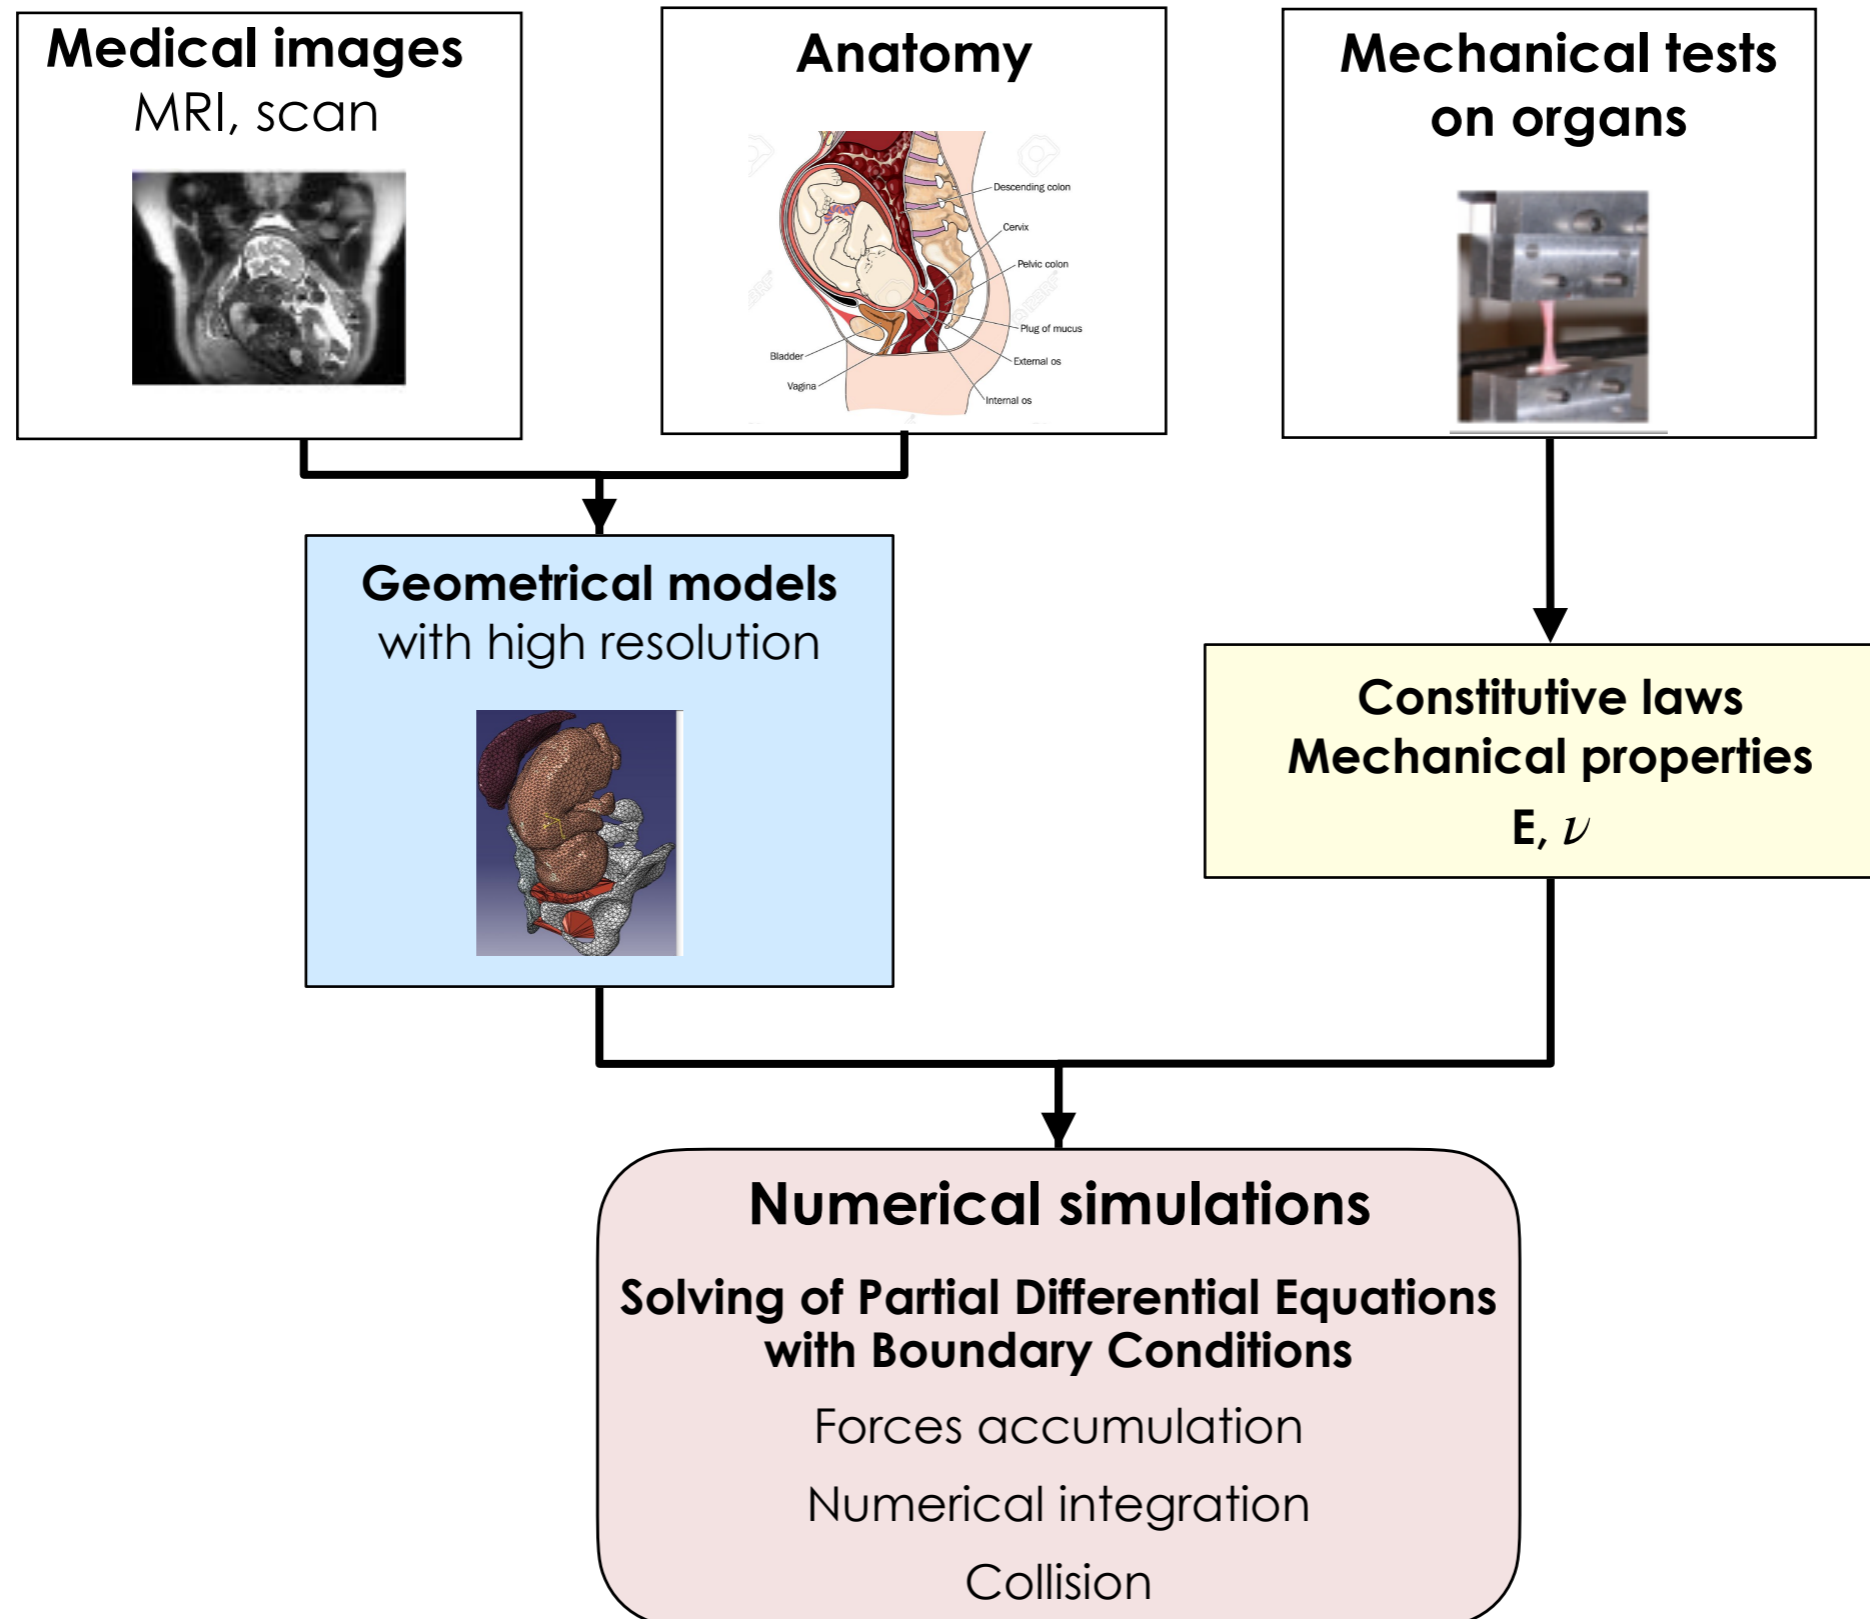 Medical images
MRI, scan
Anatomy
Descending colon
Cervix
Pelvic colon
Plug of mucus
External os
Internal os
Bladder
Vagina
Mechanical tests
on organs
Geometrical models
with high resolution
Constitutive laws
Mechanical properties
E, ν
Numerical simulations
Solving of Partial Differential Equations
with Boundary Conditions
Forces accumulation
Numerical integration
Collision